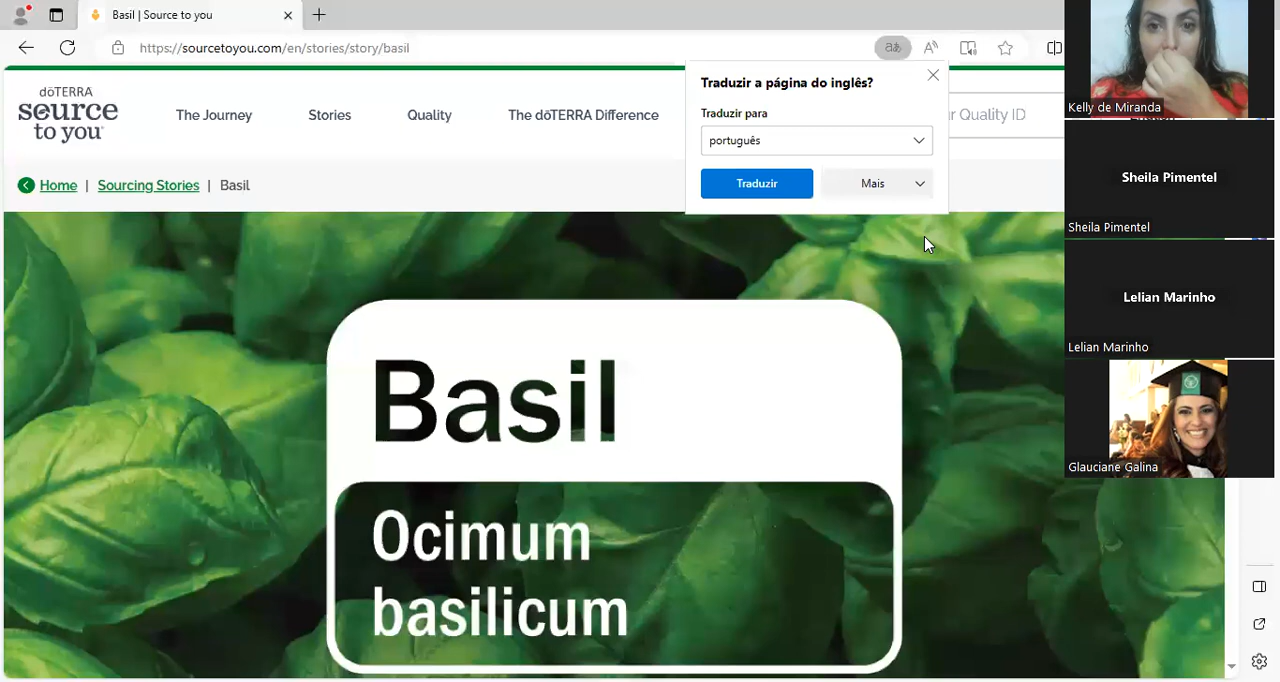 Basil | Source to you
https://sourcetoyou.com/en/stories/story/basil
dōTERRA
source
to you
The Journey
Stories
Quality
The dōTERRA Difference
Quality ID
Traduzir a página do inglês?
Traduzir para
português
Traduzir
Mais
Home | Sourcing Stories | Basil
Basil
Ocimum
basilicum
Kelly de Miranda
Sheila Pimentel
Sheila Pimentel
Lelian Marinho
Lelian Marinho
Glauciane Galina